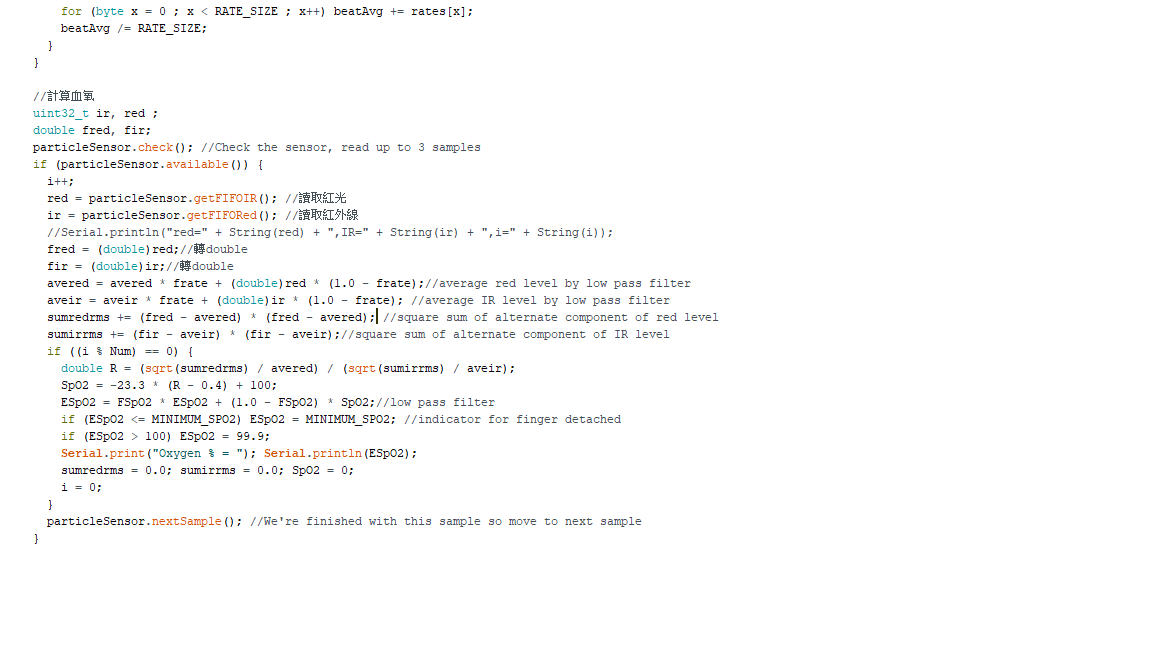 for (byte x = 0 ; x < RATE_SIZE ; x++) beatAvg += rates[x];
beatAvg /= RATE_SIZE;
}
}
//計算血氧
uint32_t ir, red ;
double fred, fir;
particleSensor.check(); //Check the sensor, read up to 3 samples
if (particleSensor.available()) {
i++;
red = particleSensor.getFIFOIR(); //讀取紅光
ir = particleSensor.getFIFORed(); //讀取紅外線
//Serial.println("red=" + String(red) + ",IR=" + String(ir) + ",i=" + String(i));
fred = (double)red;//轉double
fir = (double)ir;//轉double
avered = avered * frate + (double)red * (1.0 - frate);//average red level by low pass filter
aveir = aveir * frate + (double)ir * (1.0 - frate); //average IR level by low pass filter
sumredrms += (fred - avered) * (fred - avered); //square sum of alternate component of red level
sumirrms += (fir - aveir) * (fir - aveir);//square sum of alternate component of IR level
if ((i % Num) == 0) {
double R = (sqrt(sumredrms) / avered) / (sqrt(sumirrms) / aveir);
SpO2 = -23.3 * (R - 0.4) + 100;
ESpO2 = FSpO2 * ESpO2 + (1.0 - FSpO2) * SpO2;//low pass filter
if (ESpO2 <= MINIMUM_SPO2) ESpO2 = MINIMUM_SPO2; //indicator for finger detached
if (ESpO2 > 100) ESpO2 = 99.9;
Serial.print("Oxygen % = "); Serial.println(ESpO2);
sumredrms = 0.0; sumirrms = 0.0; SpO2 = 0;
i = 0;
}
particleSensor.nextSample(); //We're finished with this sample so move to next sample
}